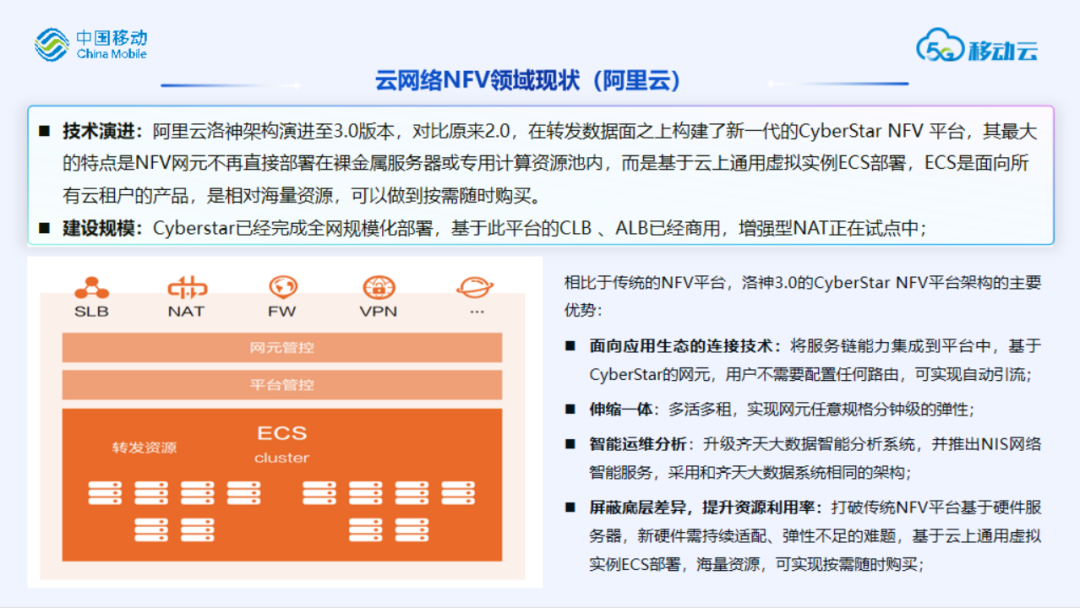 中国移动
China Mobile
5G 移动云
云网络NFV领域现状（阿里云）
■ 技术演进：阿里云洛神架构演进至3.0版本，对比原来2.0，在转发数据面之上构建了新一代的CyberStar NFV 平台，其最大
的特点是NFV网元不再直接部署在裸金属服务器或专用计算资源池内，而是基于云上通用虚拟实例ECS部署，ECS是面向所
有云租户的产品，是相对海量资源，可以做到按需随时购买。
■ 建设规模：Cyberstar已经完成全网规模化部署，基于此平台的CLB 、ALB已经商用，增强型NAT正在试点中；
SLB NAT FW VPN ...
网元管控
平台管控
转发资源
ECS
cluster
相比于传统的NFV平台，洛神3.0的CyberStar NFV平台架构的主要
优势：
■ 面向应用生态的连接技术：将服务链能力集成到平台中，基于
CyberStar的网元，用户不需要配置任何路由，可实现自动引流；
■ 伸缩一体：多活多租，实现网元任意规格分钟级的弹性；
■ 智能运维分析：升级齐天大数据智能分析系统，并推出NIS网络
智能服务，采用和齐天大数据系统相同的架构；
■ 屏蔽底层差异，提升资源利用率：打破传统NFV平台基于硬件服
务器，新硬件需持续适配、弹性不足的难题，基于云上通用虚拟
实例ECS部署，海量资源，可实现按需随时购买；